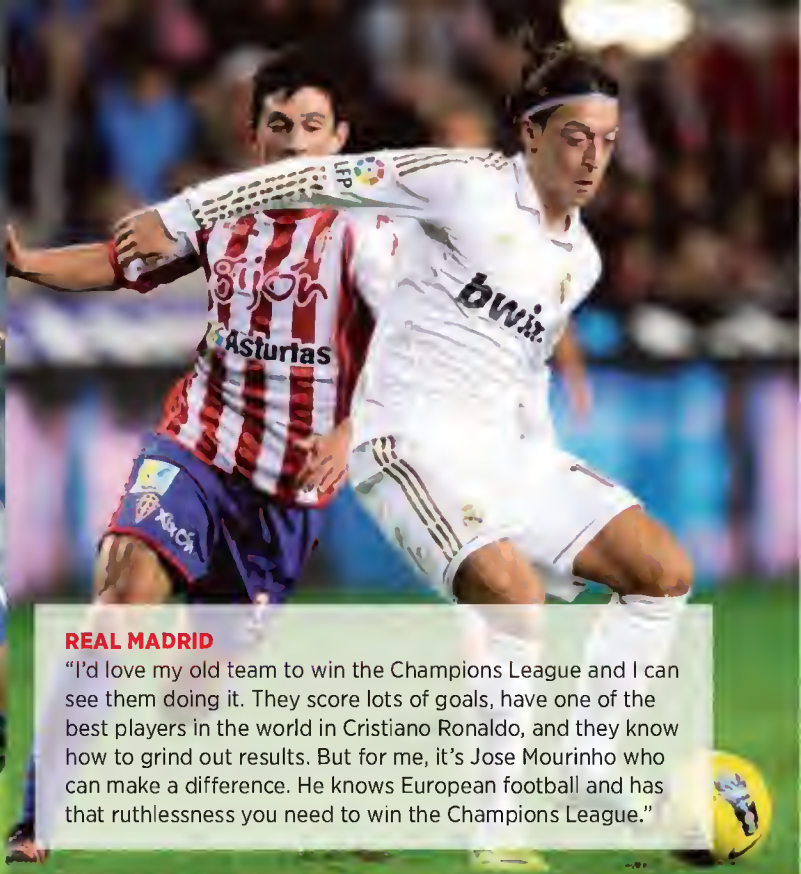 LFP
Gijón
Asturias
bwin
REAL MADRID
“I’d love my old team to win the Champions League and I can
see them doing it. They score lots of goals, have one of the
best players in the world in Cristiano Ronaldo, and they know
how to grind out results. But for me, it’s Jose Mourinho who
can make a difference. He knows European football and has
that ruthlessness you need to win the Champions League.”